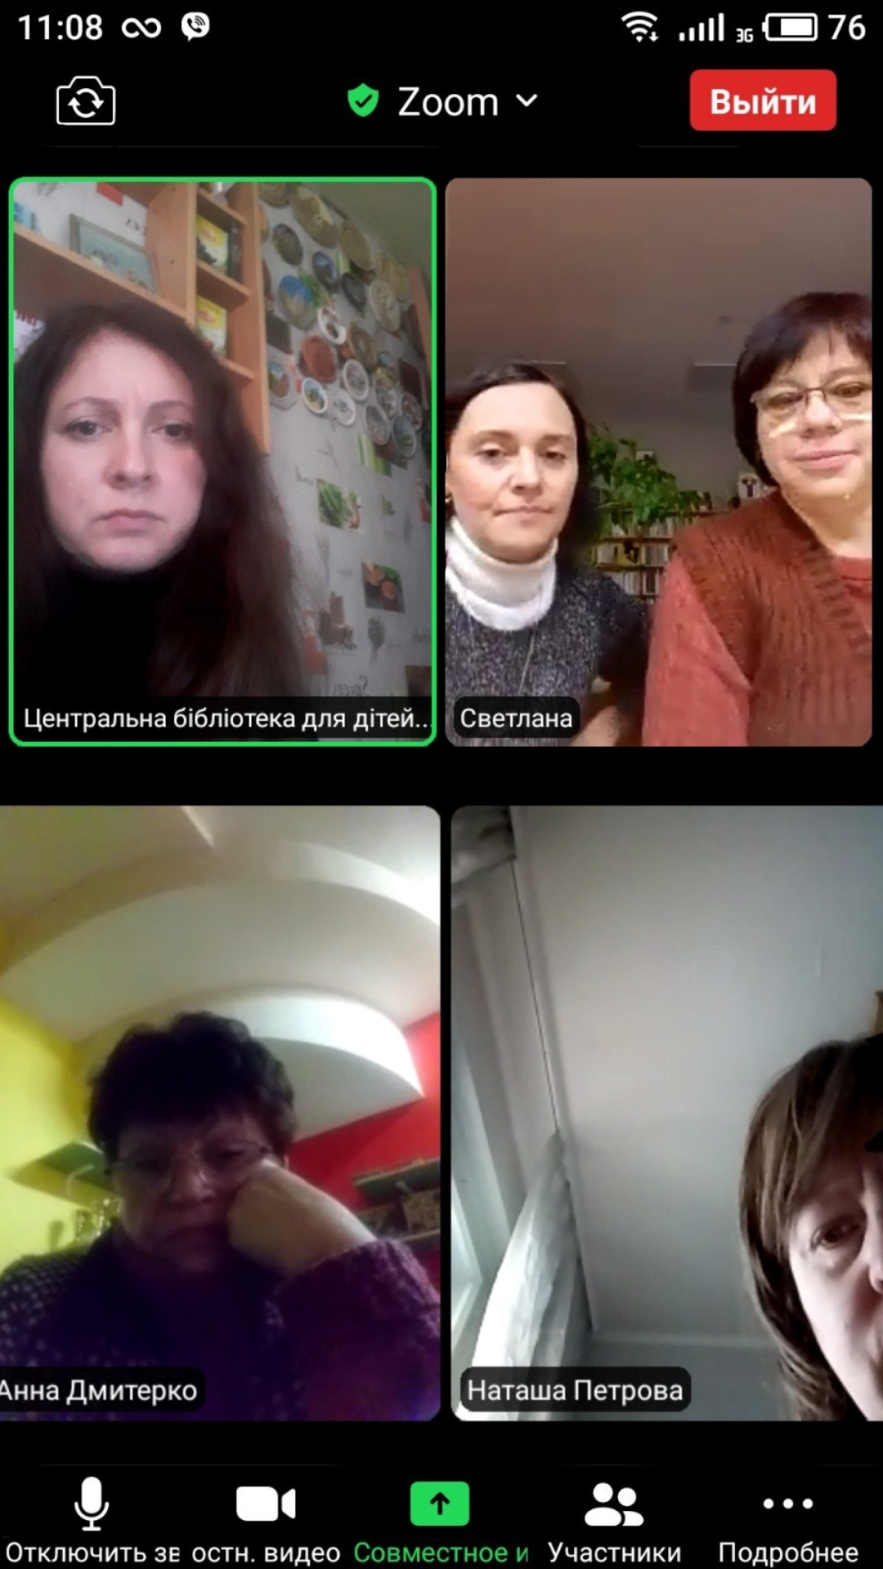 11:08
3G 76
Zoom
Выйти
Центральна бібліотека для дітей...
Светлана
Анна Дмитерко
Наташа Петрова
Отключить зв остн. видео Совместное и Участники Подробнее